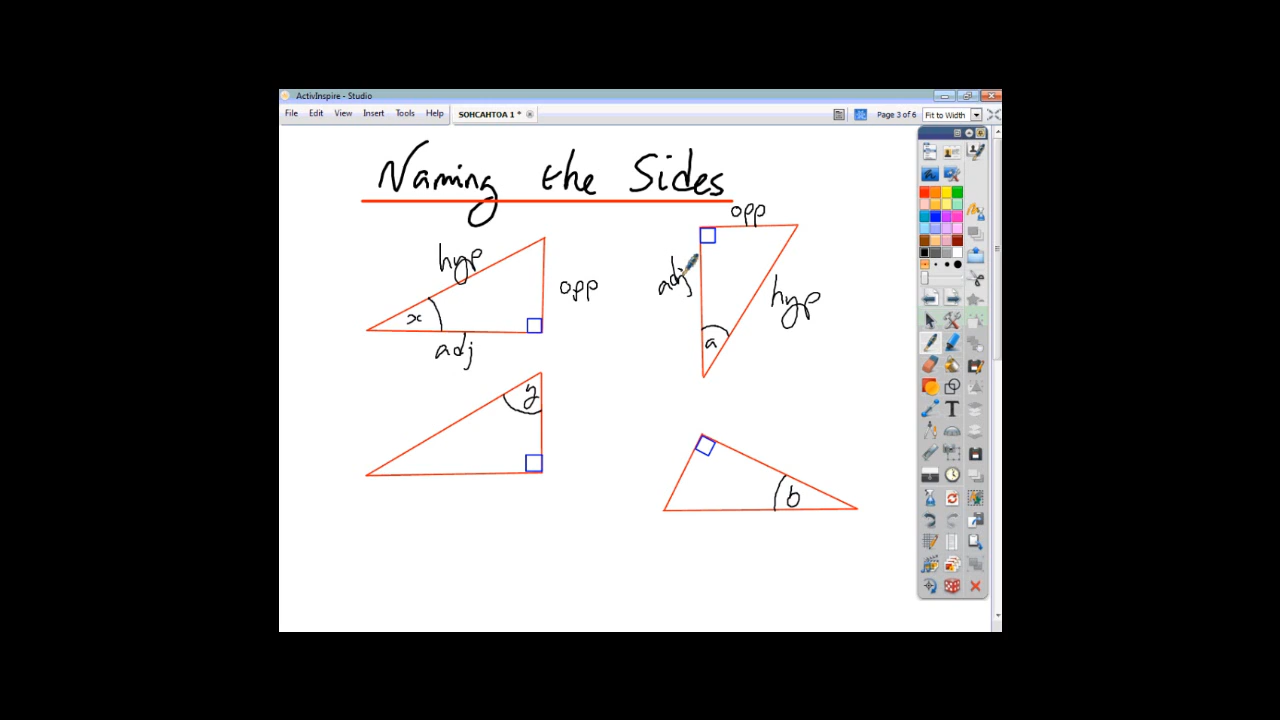 ActivInspire - Studio
File Edit View Insert Tools Help SOHCAHTOA 1 * Page 3 of 6 Fit to Width
Naming the Sides
opp
hyp
adj
opp
hyp
x
a
adj
y
b
T